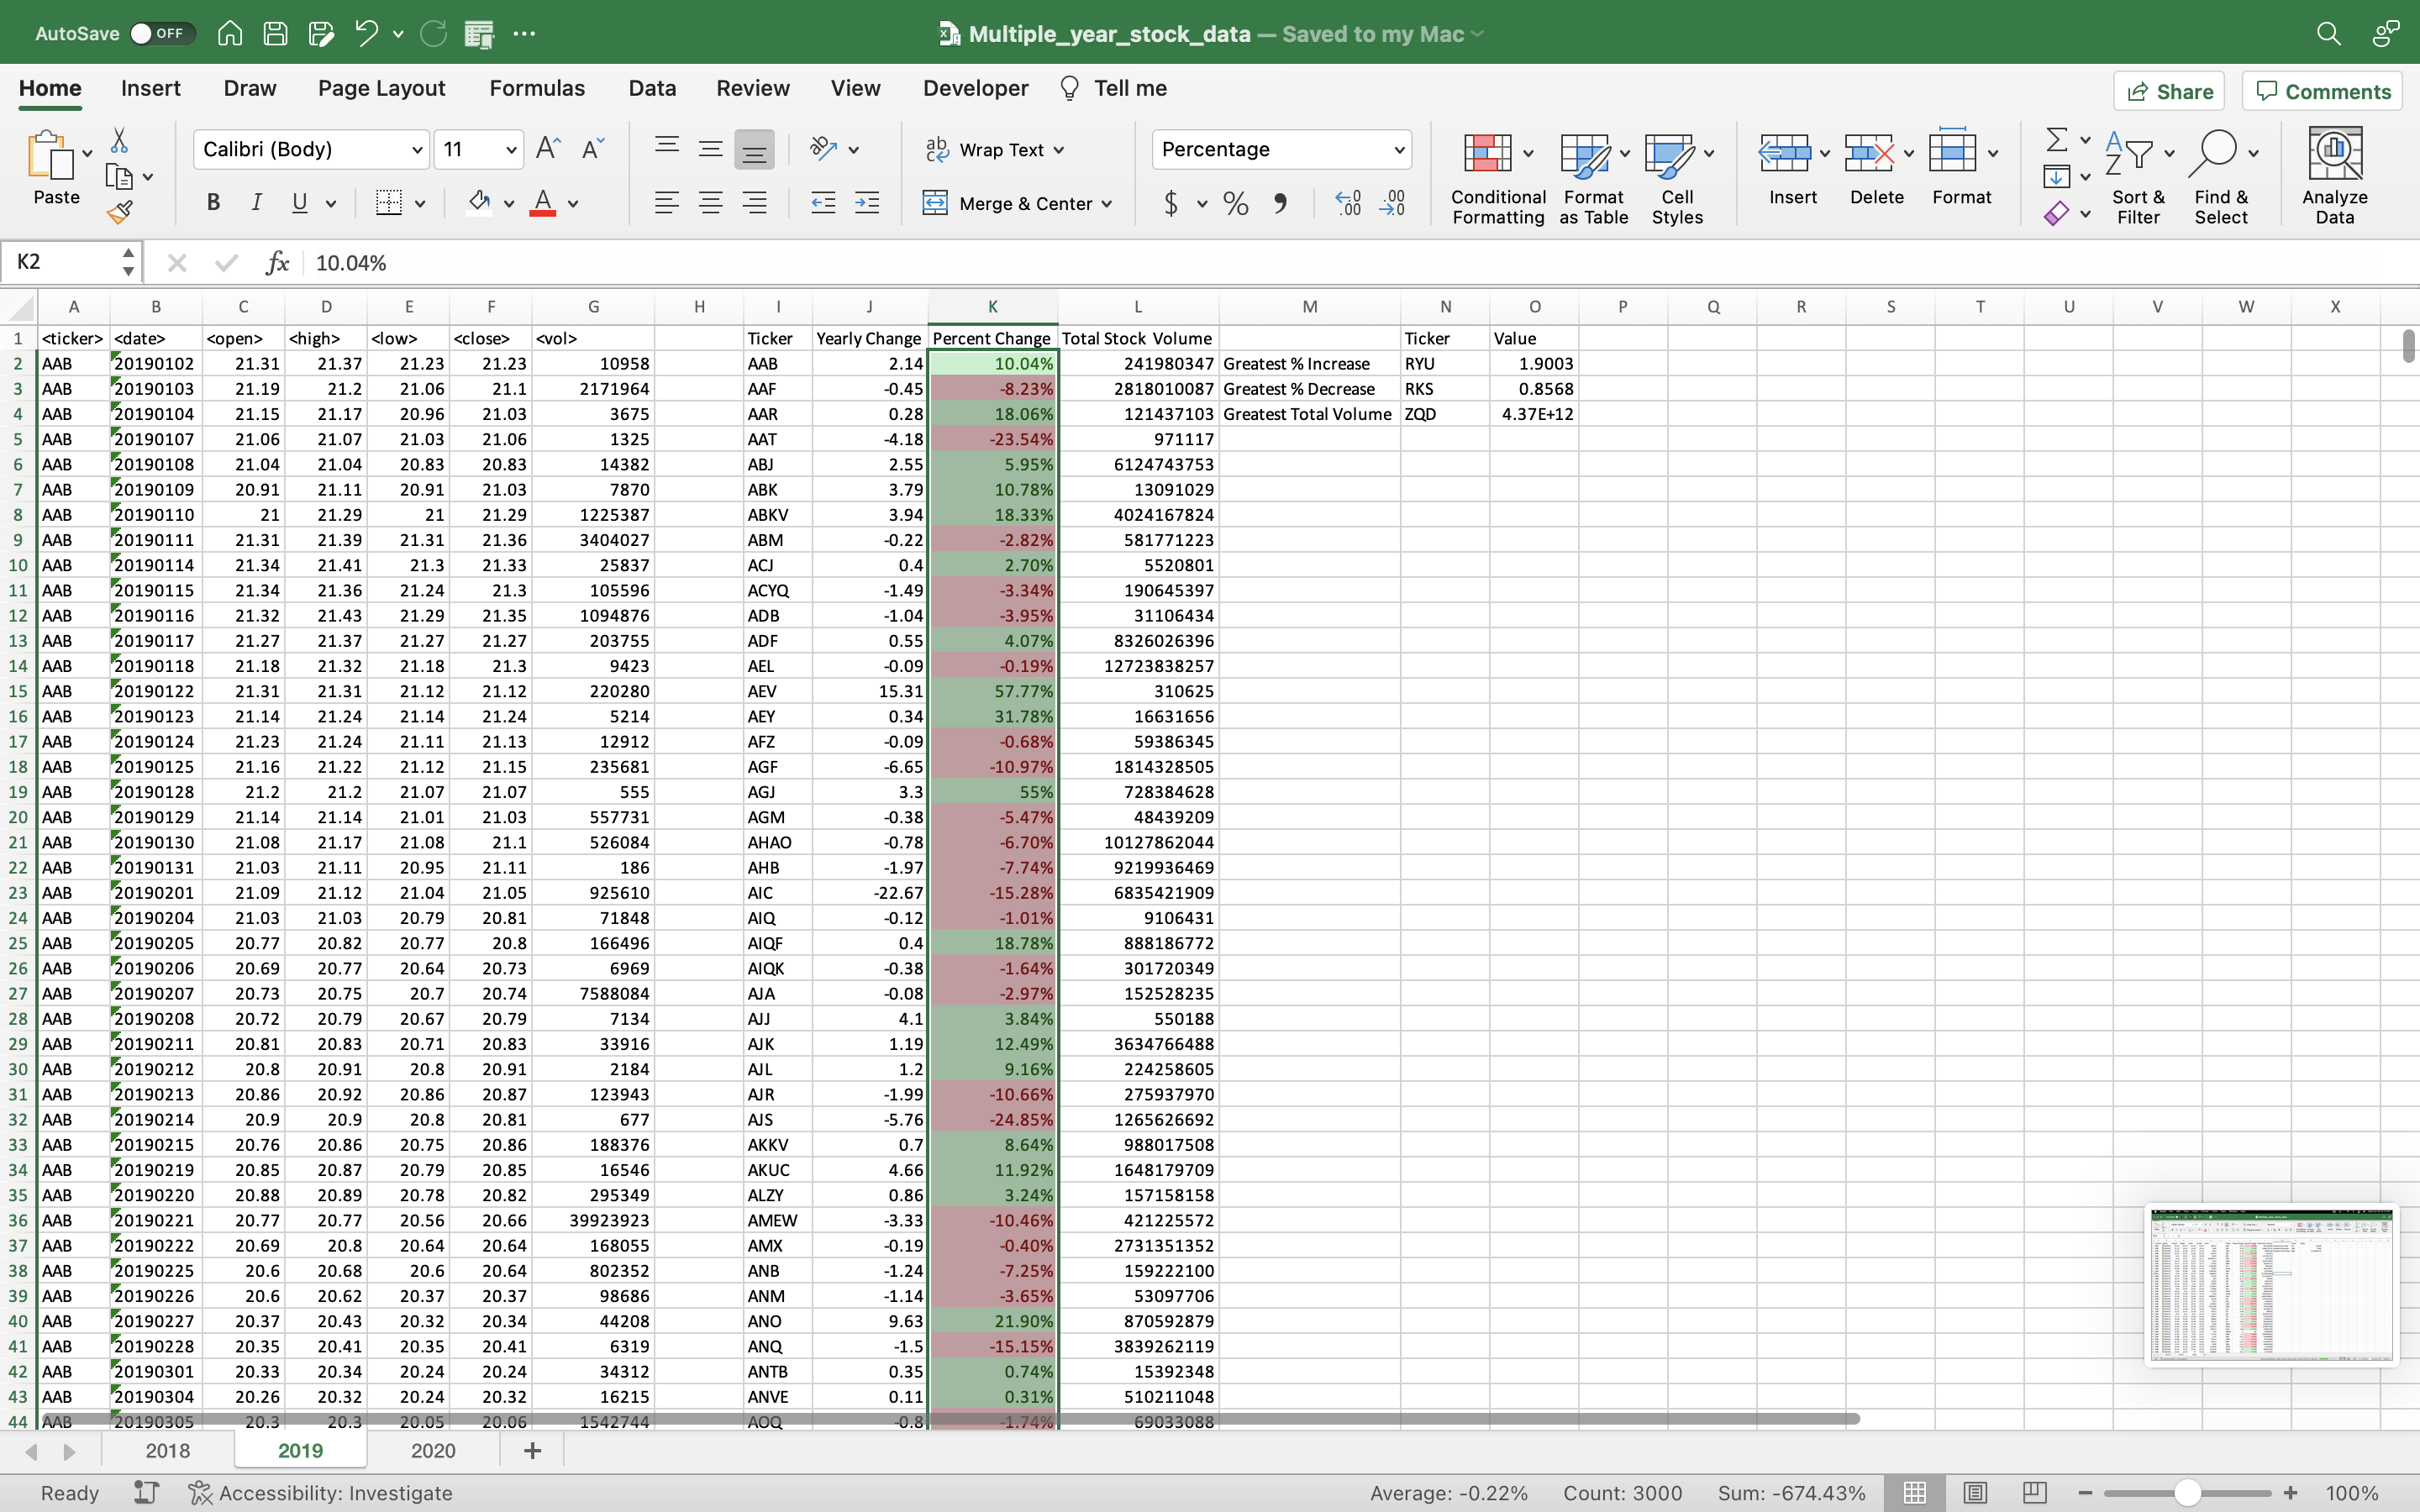 AutoSave OFF Multiple_year_stock_data — Saved to my Mac
Home Insert Draw Page Layout Formulas Data Review View Developer Tell me Share Comments
Paste Calibri (Body) 11 Wrap Text Percentage Conditional Formatting Format as Table Cell Styles Insert Delete Format Sort & Filter Find & Select Analyze Data
B I U A Merge & Center $ %
K2 fx 10.04%
A B C D E F G H I J K L M N O P Q R S T U V W X
1 <ticker> <date> <open> <high> <low> <close> <vol> Ticker Yearly Change Percent Change Total Stock Volume Ticker Value
2 AAB 20190102 21.31 21.37 21.23 21.23 10958 AAB 2.14 10.04% 241980347 Greatest % Increase RYU 1.9003
3 AAB 20190103 21.19 21.2 21.06 21.1 2171964 AAF -0.45 -8.23% 2818010087 Greatest % Decrease RKS 0.8568
4 AAB 20190104 21.15 21.17 20.96 21.03 3675 AAR 0.28 18.06% 121437103 Greatest Total Volume ZQD 4.37E+12
5 AAB 20190107 21.06 21.07 21.03 21.06 1325 AAT -4.18 -23.54% 971117
6 AAB 20190108 21.04 21.04 20.83 20.83 14382 ABJ 2.55 5.95% 6124743753
7 AAB 20190109 20.91 21.11 20.91 21.03 7870 ABK 3.79 10.78% 13091029
8 AAB 20190110 21 21.29 21 21.29 1225387 ABKV 3.94 18.33% 4024167824
9 AAB 20190111 21.31 21.39 21.31 21.36 3404027 ABM -0.22 -2.82% 581771223
10 AAB 20190114 21.34 21.41 21.3 21.33 25837 ACJ 0.4 2.70% 5520801
11 AAB 20190115 21.34 21.36 21.24 21.3 105596 ACYQ -1.49 -3.34% 190645397
12 AAB 20190116 21.32 21.43 21.29 21.35 1094876 ADB -1.04 -3.95% 31106434
13 AAB 20190117 21.27 21.37 21.27 21.27 203755 ADF 0.55 4.07% 8326026396
14 AAB 20190118 21.18 21.32 21.18 21.3 9423 AEL -0.09 -0.19% 12723838257
15 AAB 20190122 21.31 21.31 21.12 21.12 220280 AEV 15.31 57.77% 310625
16 AAB 20190123 21.14 21.24 21.14 21.24 5214 AEY 0.34 31.78% 16631656
17 AAB 20190124 21.23 21.24 21.11 21.13 12912 AFZ -0.09 -0.68% 59386345
18 AAB 20190125 21.16 21.22 21.12 21.15 235681 AGF -6.65 -10.97% 1814328505
19 AAB 20190128 21.2 21.2 21.07 21.07 555 AGJ 3.3 55% 728384628
20 AAB 20190129 21.14 21.14 21.01 21.03 557731 AGM -0.38 -5.47% 48439209
21 AAB 20190130 21.08 21.17 21.08 21.1 526084 AHAO -0.78 -6.70% 10127862044
22 AAB 20190131 21.03 21.11 20.95 21.11 186 AHB -1.97 -7.74% 9219936469
23 AAB 20190201 21.09 21.12 21.04 21.05 925610 AIC -22.67 -15.28% 6835421909
24 AAB 20190204 21.03 21.03 20.79 20.81 71848 AIQ -0.12 -1.01% 9106431
25 AAB 20190205 20.77 20.82 20.77 20.8 166496 AIQF 0.4 18.78% 888186772
26 AAB 20190206 20.69 20.77 20.64 20.73 6969 AIQK -0.38 -1.64% 301720349
27 AAB 20190207 20.73 20.75 20.7 20.74 7588084 AJA -0.08 -2.97% 152528235
28 AAB 20190208 20.72 20.79 20.67 20.79 7134 AJJ 4.1 3.84% 550188
29 AAB 20190211 20.81 20.83 20.71 20.83 33916 AJK 1.19 12.49% 3634766488
30 AAB 20190212 20.8 20.91 20.8 20.91 2184 AJL 1.2 9.16% 224258605
31 AAB 20190213 20.86 20.92 20.86 20.87 123943 AJR -1.99 -10.66% 275937970
32 AAB 20190214 20.9 20.9 20.8 20.81 677 AJS -5.76 -24.85% 1265626692
33 AAB 20190215 20.76 20.86 20.75 20.86 188376 AKKV 0.7 8.64% 988017508
34 AAB 20190219 20.85 20.87 20.79 20.85 16546 AKUC 4.66 11.92% 1648179709
35 AAB 20190220 20.88 20.89 20.78 20.82 295349 ALZY 0.86 3.24% 157158158
36 AAB 20190221 20.77 20.77 20.56 20.66 39923923 AMEW -3.33 -10.46% 421225572
37 AAB 20190222 20.69 20.8 20.64 20.64 168055 AMX -0.19 -0.40% 2731351352
38 AAB 20190225 20.6 20.68 20.6 20.64 802352 ANB -1.24 -7.25% 159222100
39 AAB 20190226 20.6 20.62 20.37 20.37 98686 ANM -1.14 -3.65% 53097706
40 AAB 20190227 20.37 20.43 20.32 20.34 44208 ANO 9.63 21.90% 870592879
41 AAB 20190228 20.35 20.41 20.35 20.41 6319 ANQ -1.5 -15.15% 3839262119
42 AAB 20190301 20.33 20.34 20.24 20.24 34312 ANTB 0.35 0.74% 15392348
43 AAB 20190304 20.26 20.32 20.24 20.32 16215 ANVE 0.11 0.31% 510211048
44 AAB 20190305 20.3 20.3 20.05 20.06 1542744 AOQ -0.8 -1.74% 69033088
2018 2019 2020 +
Ready Accessibility: Investigate Average: -0.22% Count: 3000 Sum: -674.43% 100%